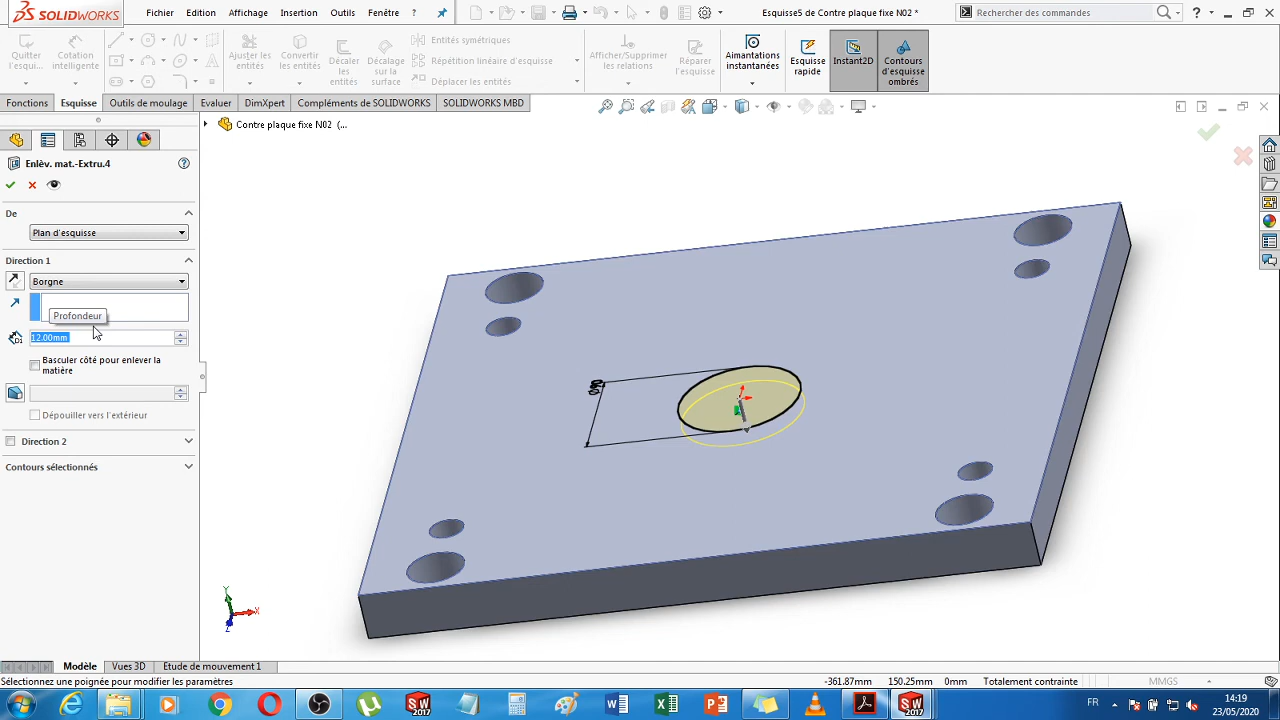 SOLIDWORKS
Fichier Edition Affichage Insertion Outils Fenêtre
Esquisse5 de Contre plaque fixe N02 *
Rechercher des commandes
Quitter l'esqui...
Cotation intelligente
Ajuster les entités
Convertir les entités
Décaler les entités
Décalage sur la surface
Entités symétriques
Répétition linéaire d'esquisse
Déplacer les entités
Afficher/Supprimer les relations
Réparer l'esquisse
Aimantations instantanées
Esquisse rapide
Instant2D
Contours d'esquisse ombrés
Fonctions Esquisse Outils de moulage Evaluer DimXpert Compléments de SOLIDWORKS SOLIDWORKS MBD
Contre plaque fixe N02 (...
Enlèv. mat.-Extru.4
De
Plan d'esquisse
Direction 1
Borgne
Profondeur
12.00mm
Basculer côté pour enlever la matière
Dépouiller vers l'extérieur
Direction 2
Contours sélectionnés
Y
X
Z
Modèle Vues 3D Etude de mouvement 1
Sélectionnez une poignée pour modifier les paramètres
-361.87mm 150.25mm 0mm Totalement contrainte MMGS
SW 2017
SW 2017
FR
14:19
23/05/2020